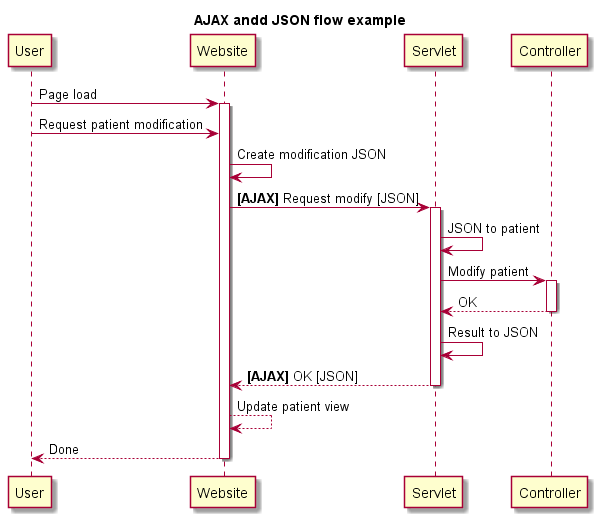 AJAX andd JSON flow example
User Website Servlet Controller
Page load
Request patient modification
Create modification JSON
[AJAX] Request modify [JSON]
JSON to patient
Modify patient
OK
Result to JSON
[AJAX] OK [JSON]
Update patient view
Done
User Website Servlet Controller